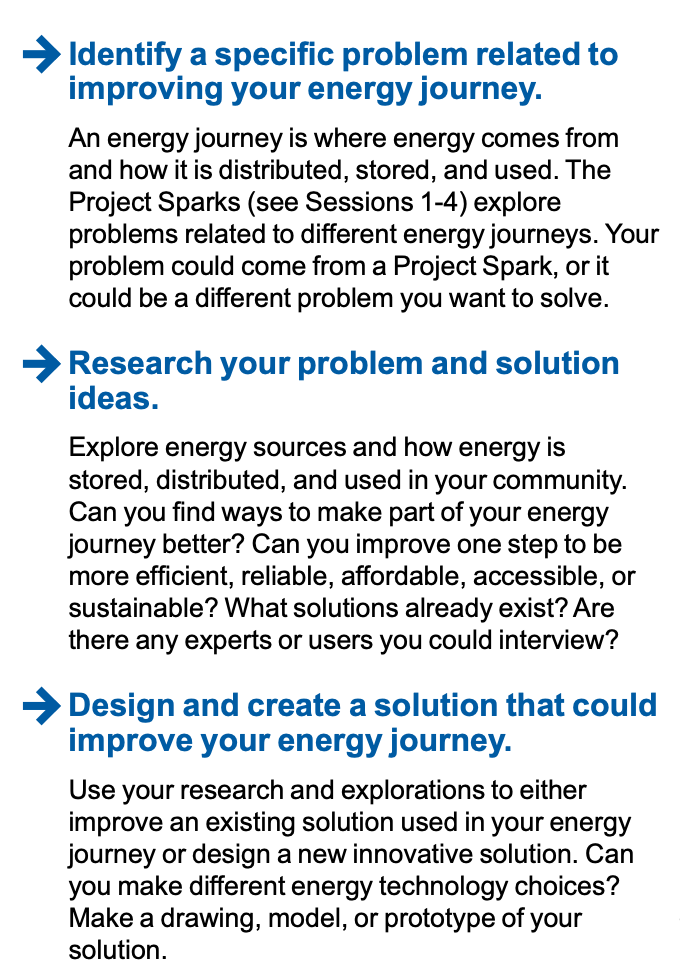 Identify a specific problem related to
improving your energy journey.
An energy journey is where energy comes from
and how it is distributed, stored, and used. The
Project Sparks (see Sessions 1-4) explore
problems related to different energy journeys. Your
problem could come from a Project Spark, or it
could be a different problem you want to solve.
Research your problem and solution
ideas.
Explore energy sources and how energy is
stored, distributed, and used in your community.
Can you find ways to make part of your energy
journey better? Can you improve one step to be
more efficient, reliable, affordable, accessible, or
sustainable? What solutions already exist? Are
there any experts or users you could interview?
Design and create a solution that could
improve your energy journey.
Use your research and explorations to either
improve an existing solution used in your energy
journey or design a new innovative solution. Can
you make different energy technology choices?
Make a drawing, model, or prototype of your
solution.